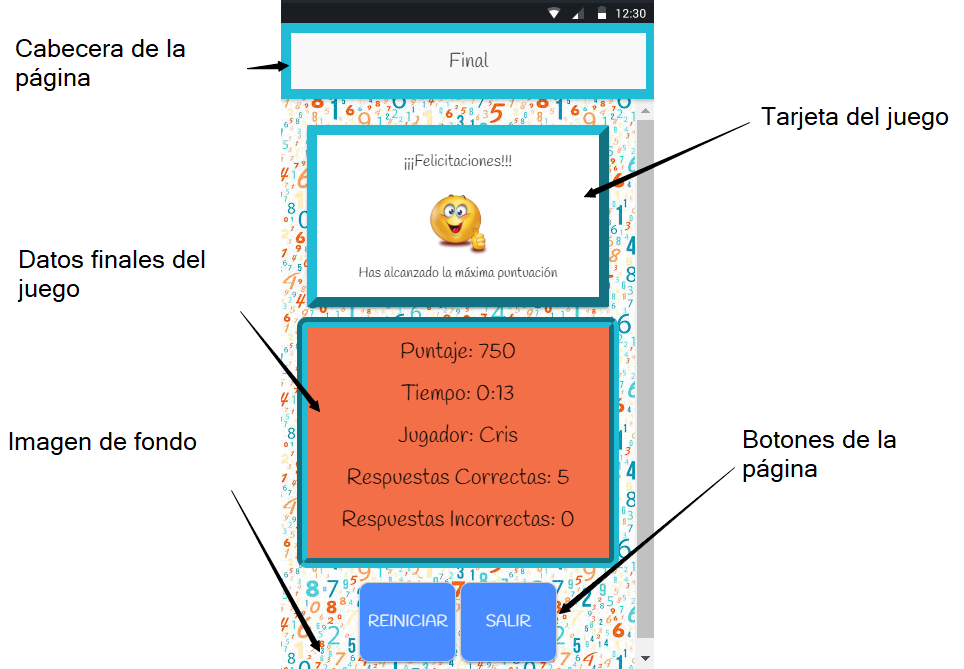 12:30
Cabecera de la
página
Final
Tarjeta del juego
¡¡¡Felicitaciones!!!
Has alcanzado la máxima puntuación
Datos finales del
juego
Puntaje: 750
Tiempo: 0:13
Jugador: Cris
Respuestas Correctas: 5
Respuestas Incorrectas: 0
Imagen de fondo
Botones de la
página
REINICIAR
SALIR